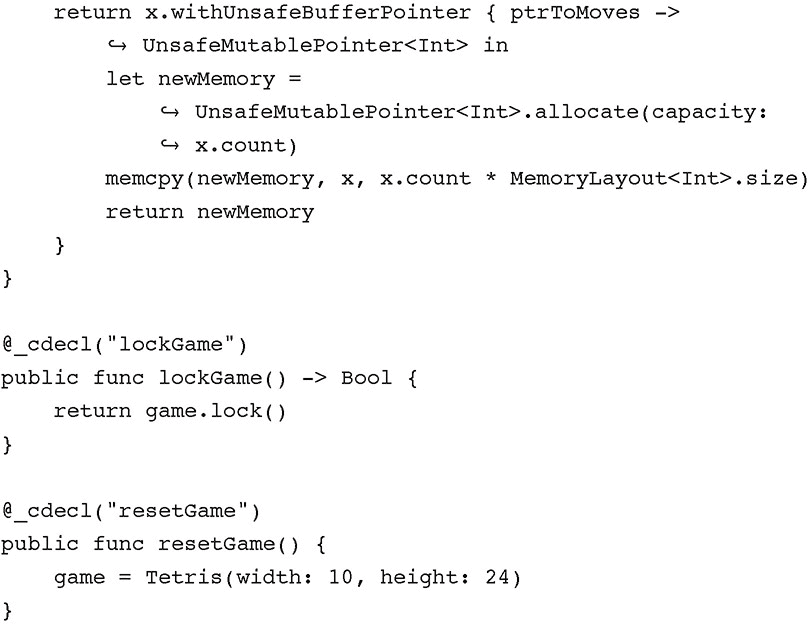 return x.withUnsafeBufferPointer { ptrToMoves ->
        ↪ UnsafeMutablePointer<Int> in
        let newMemory =
            ↪ UnsafeMutablePointer<Int>.allocate(capacity:
            ↪ x.count)
        memcpy(newMemory, x, x.count * MemoryLayout<Int>.size)
        return newMemory
    }
}

@_cdecl("lockGame")
public func lockGame() -> Bool {
    return game.lock()
}

@_cdecl("resetGame")
public func resetGame() {
    game = Tetris(width: 10, height: 24)
}